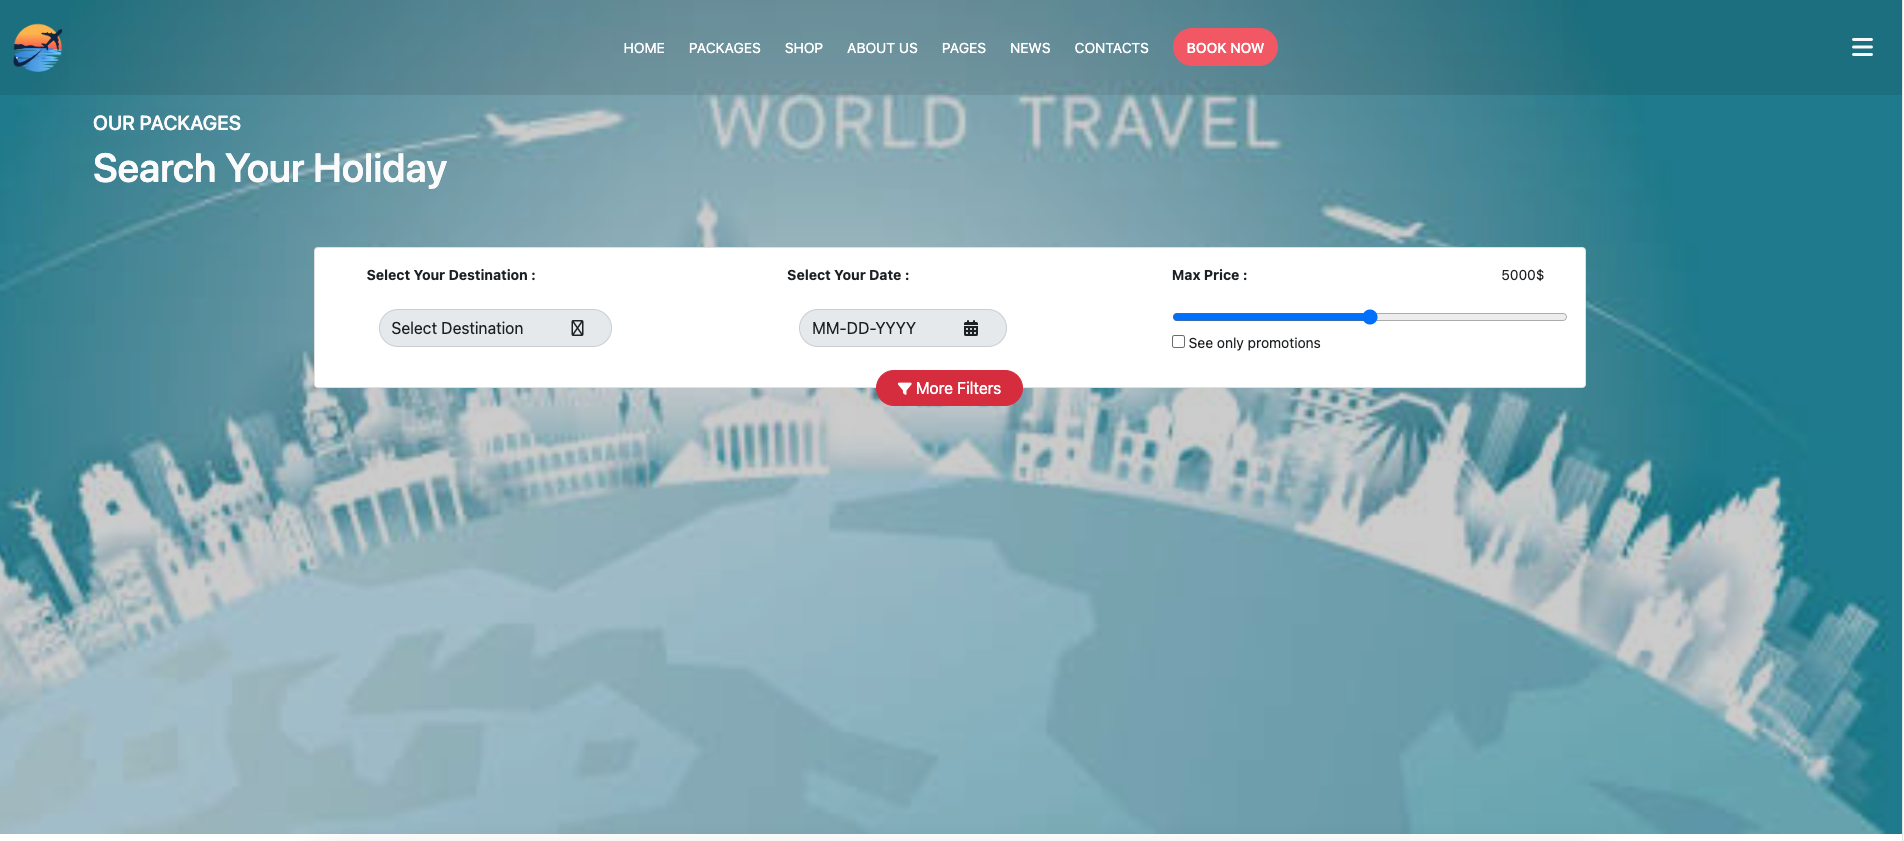 HOME PACKAGES SHOP ABOUT US PAGES NEWS CONTACTS BOOK NOW
WORLD TRAVEL
OUR PACKAGES
Search Your Holiday
Select Your Destination :
Select Destination
Select Your Date :
MM-DD-YYYY
Max Price : 5000$
See only promotions
More Filters